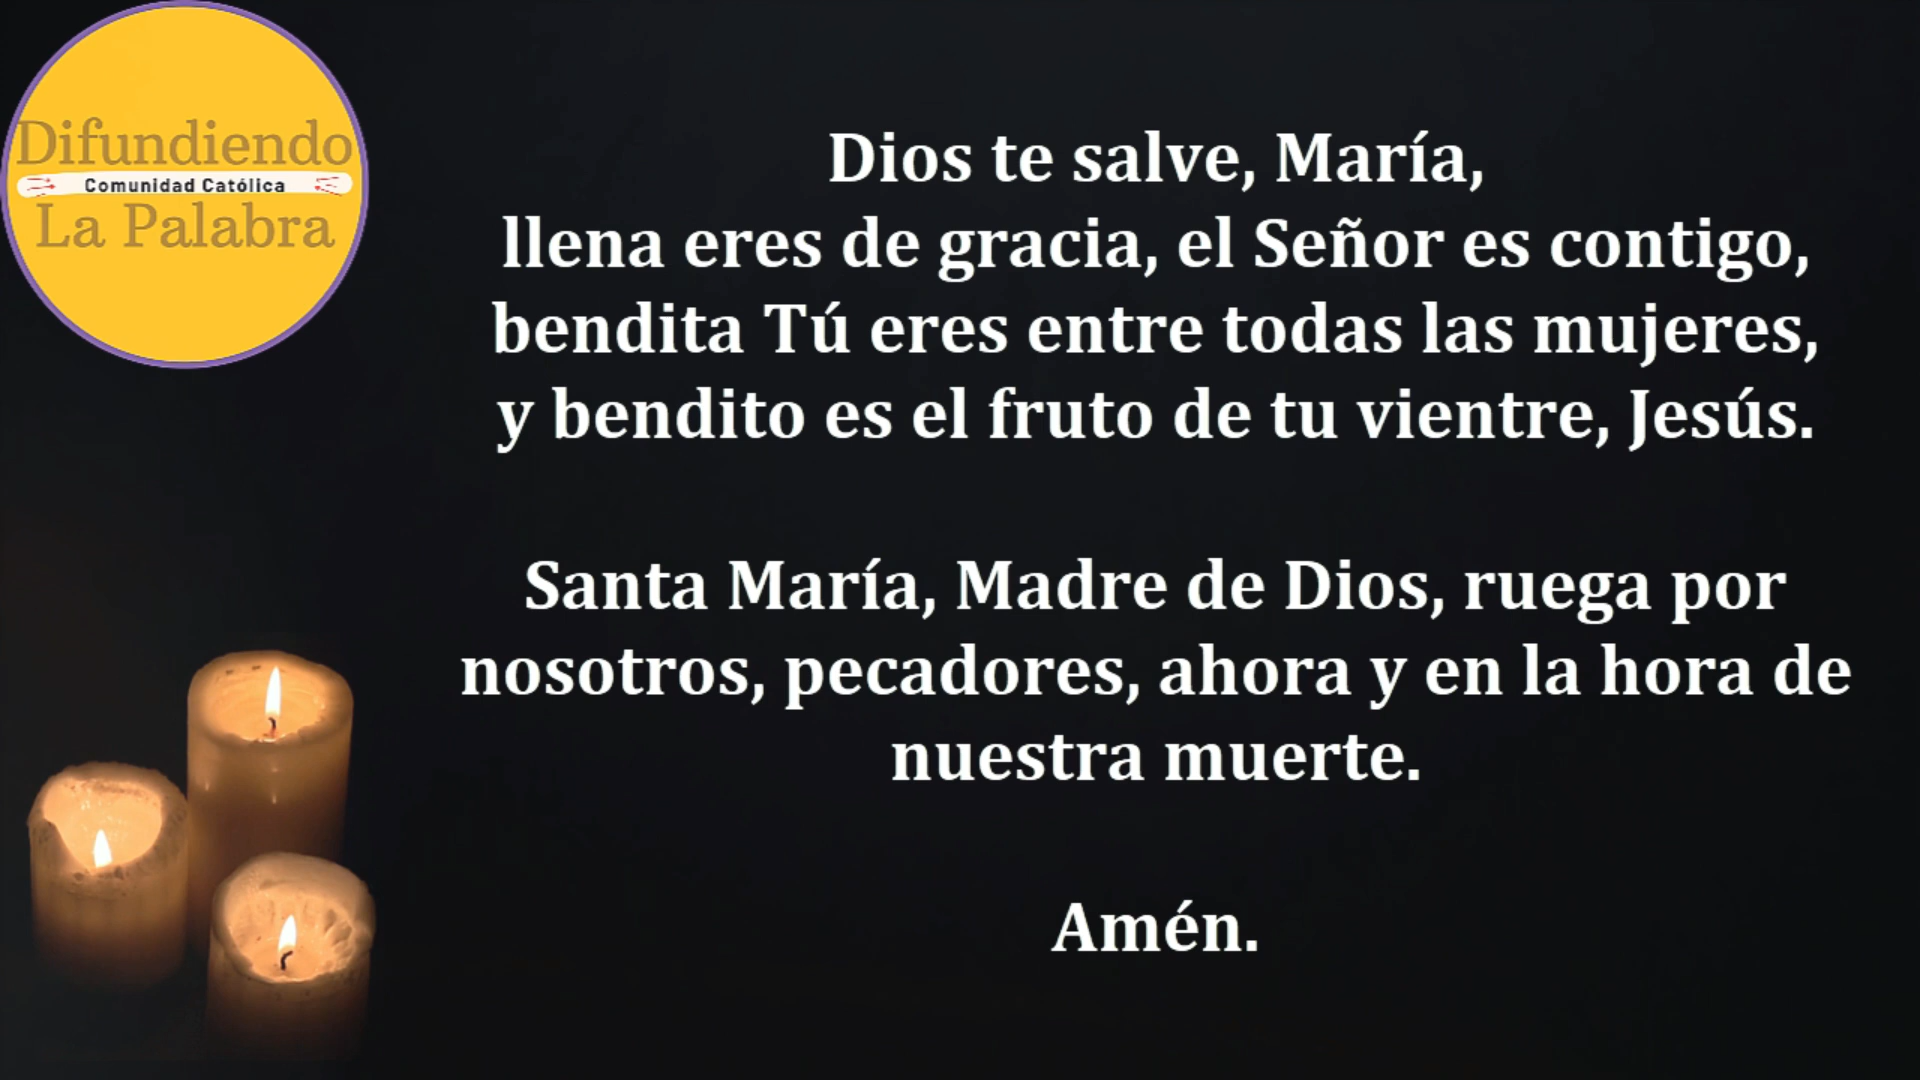 Difundiendo
Comunidad Católica
La Palabra
Dios te salve, María,
llena eres de gracia, el Señor es contigo,
bendita Tú eres entre todas las mujeres,
y bendito es el fruto de tu vientre, Jesús.
Santa María, Madre de Dios, ruega por
nosotros, pecadores, ahora y en la hora de
nuestra muerte.
Amén.